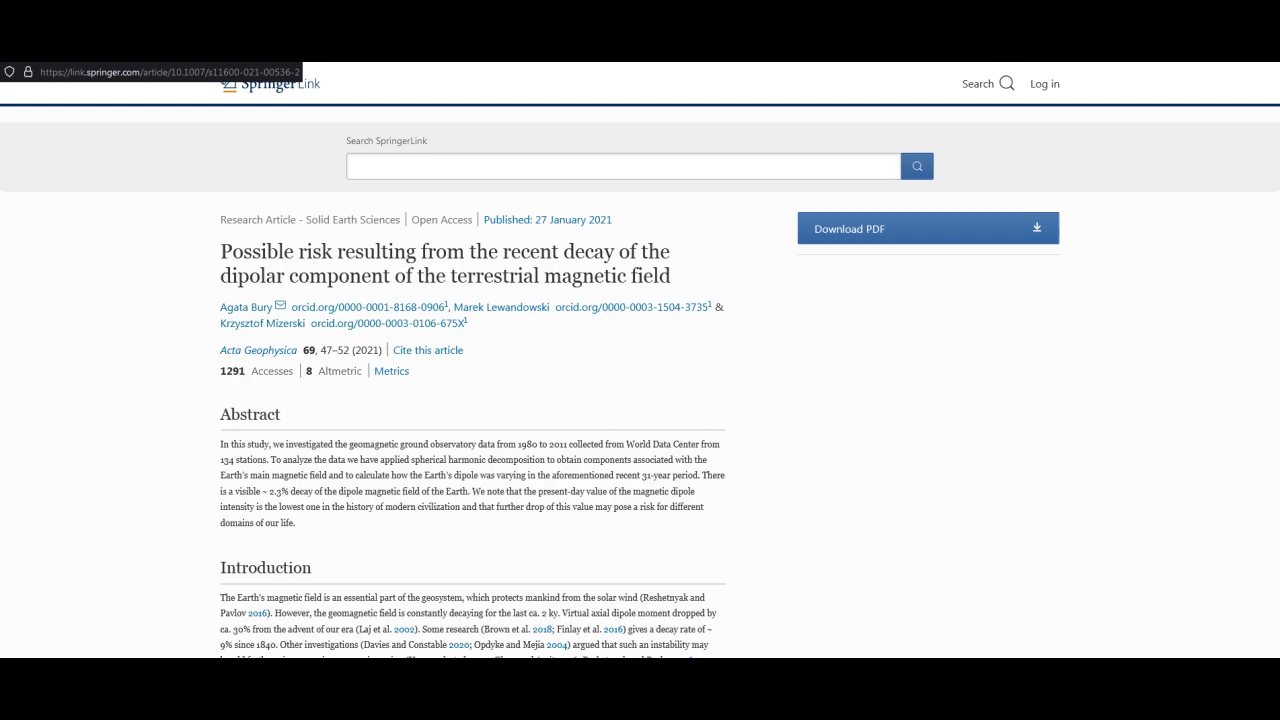 https://link.springer.com/article/10.1007/s11600-021-00536-2
SpringerLink
Search
Log in
Search SpringerLink
Research Article - Solid Earth Sciences | Open Access | Published: 27 January 2021
Download PDF
Possible risk resulting from the recent decay of the
dipolar component of the terrestrial magnetic field
Agata Bury orcid.org/0000-0001-8168-0906¹, Marek Lewandowski orcid.org/0000-0003-1504-3735¹ &
Krzysztof Mizerski orcid.org/0000-0003-0106-675X¹
Acta Geophysica 69, 47–52 (2021) | Cite this article
1291 Accesses | 8 Altmetric | Metrics
Abstract
In this study, we investigated the geomagnetic ground observatory data from 1980 to 2011 collected from World Data Center from
134 stations. To analyze the data we have applied spherical harmonic decomposition to obtain components associated with the
Earth's main magnetic field and to calculate how the Earth's dipole was varying in the aforementioned recent 31-year period. There
is a visible ~ 2.3% decay of the dipole magnetic field of the Earth. We note that the present-day value of the magnetic dipole
intensity is the lowest one in the history of modern civilization and that further drop of this value may pose a risk for different
domains of our life.
Introduction
The Earth's magnetic field is an essential part of the geosystem, which protects mankind from the solar wind (Reshetnyak and
Pavlov 2016). However, the geomagnetic field is constantly decaying for the last ca. 2 ky. Virtual axial dipole moment dropped by
ca. 30% from the advent of our era (Laj et al. 2002). Some research (Brown et al. 2018; Finlay et al. 2016) gives a decay rate of ~
9% since 1840. Other investigations (Davies and Constable 2020; Opdyke and Mejia 2004) argued that such an instability may